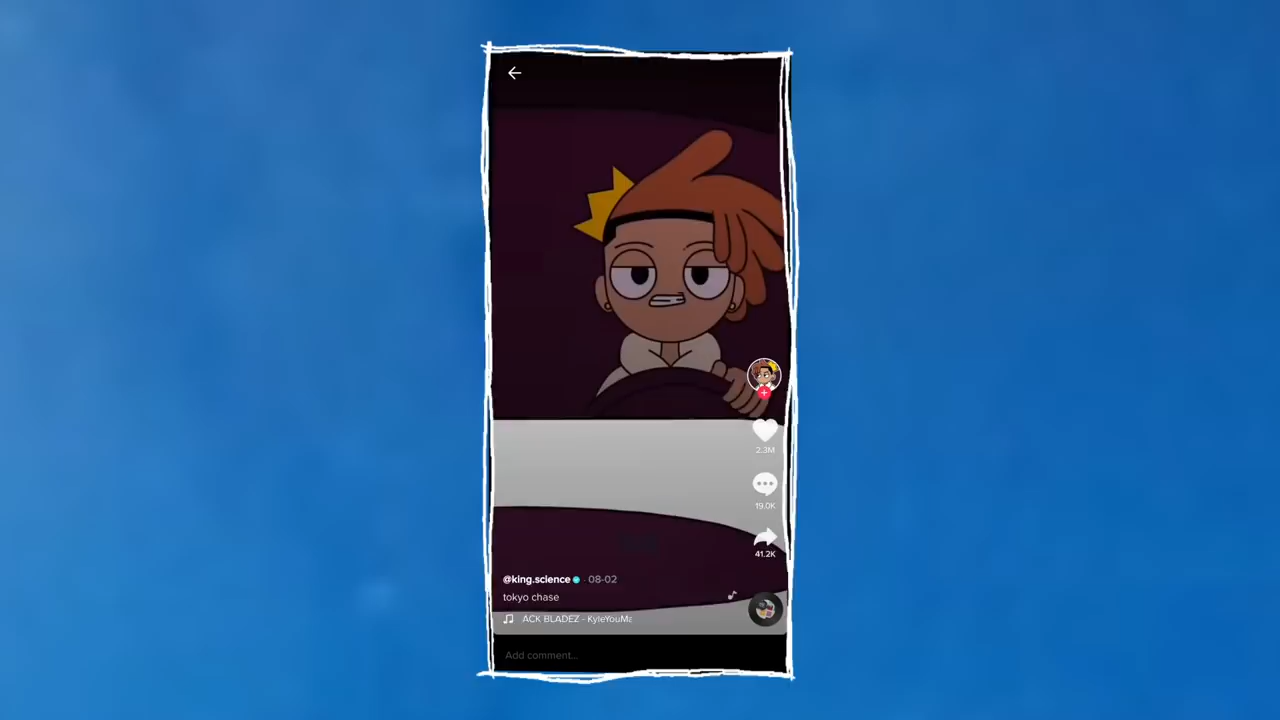 2.3M
19.0K
41.2K
@king.science · 08-02
tokyo chase
ACK BLADEZ - KyleYouMa
Add comment...